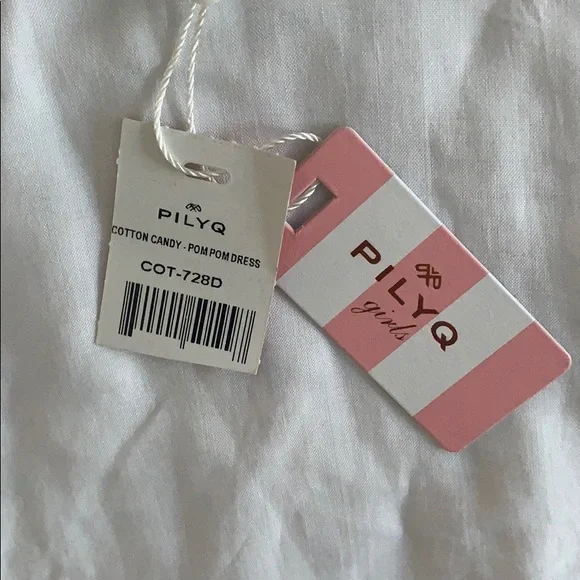 PILYQ
COTTON CANDY - POM POM DRESS
COT-728D
PILYQ
girls